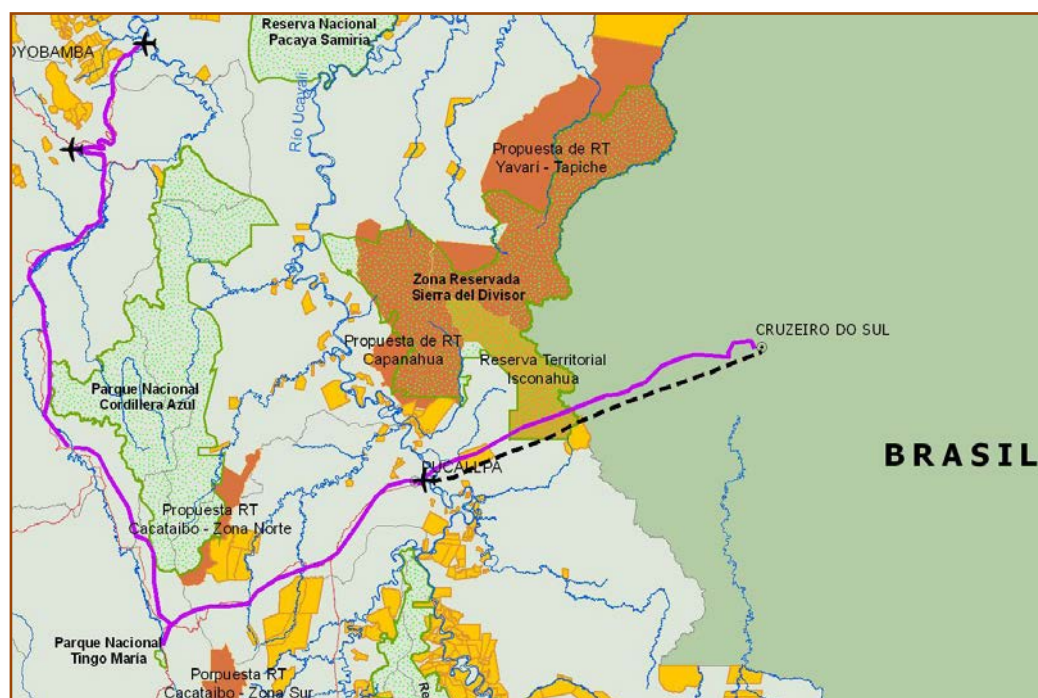 Reserva Nacional
Pacaya Samiria
OYOBAMBA
Río Ucayali
Propuesta de RT
Yavarí - Tapiche
Zona Reservada
Sierra del Divisor
CRUZEIRO DO SUL
Propuesta de RT
Capanahua
Reserva Territorial
Isconahua
Parque Nacional
Cordillera Azul
BRASIL
PUCALLPA
Propuesta RT
Cacataibo - Zona Norte
Parque Nacional
Tingo María
Porpuesta RT
Cacataibo - Zona Sur
Re